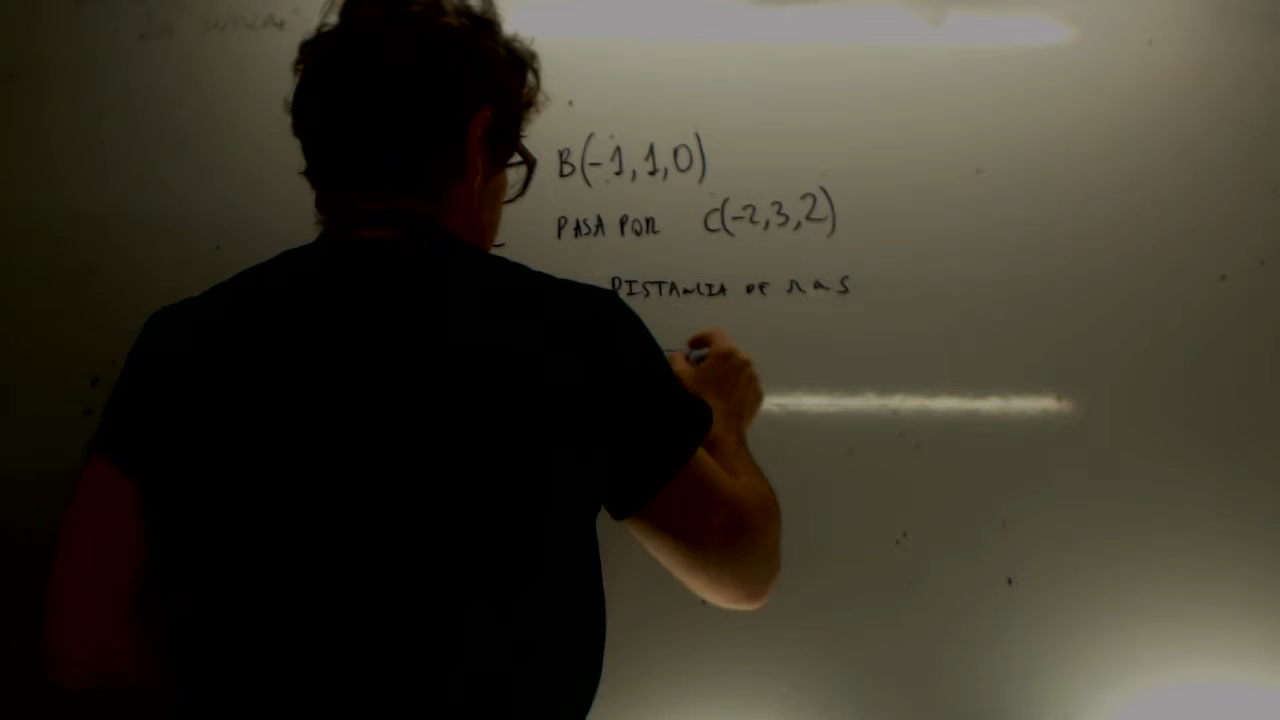 B(-1,1,0)
PASA POR C(-2,3,2)
DISTANCIA DE r A S